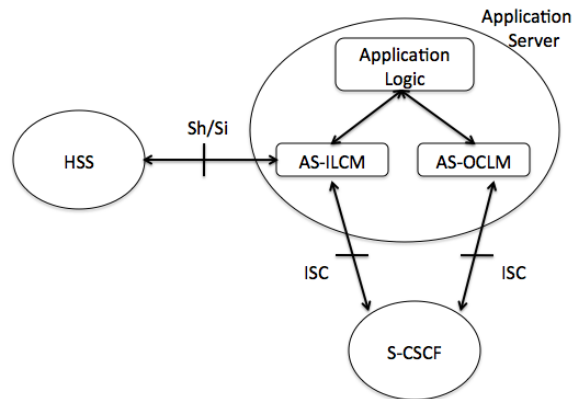 Application
Server
Application
Logic
Sh/Si
HSS
AS-ILCM
AS-OCLM
ISC
ISC
S-CSCF